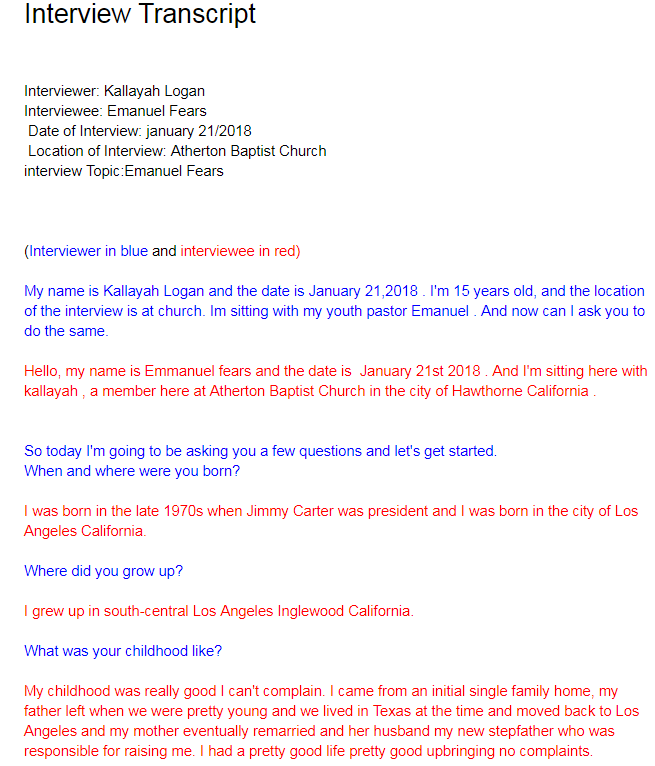 Interview Transcript
Interviewer: Kallayah Logan
Interviewee: Emanuel Fears
Date of Interview: january 21/2018
Location of Interview: Atherton Baptist Church
interview Topic:Emanuel Fears
(Interviewer in blue and interviewee in red)
My name is Kallayah Logan and the date is January 21,2018 . I'm 15 years old, and the location
of the interview is at church. Im sitting with my youth pastor Emanuel . And now can I ask you to
do the same.
Hello, my name is Emmanuel fears and the date is  January 21st 2018 . And I'm sitting here with
kallayah , a member here at Atherton Baptist Church in the city of Hawthorne California .
So today I'm going to be asking you a few questions and let's get started.
When and where were you born?
I was born in the late 1970s when Jimmy Carter was president and I was born in the city of Los
Angeles California.
Where did you grow up?
I grew up in south-central Los Angeles Inglewood California.
What was your childhood like?
My childhood was really good I can't complain. I came from an initial single family home, my
father left when we were pretty young and we lived in Texas at the time and moved back to Los
Angeles and my mother eventually remarried and her husband my new stepfather who was
responsible for raising me. I had a pretty good life pretty good upbringing no complaints.